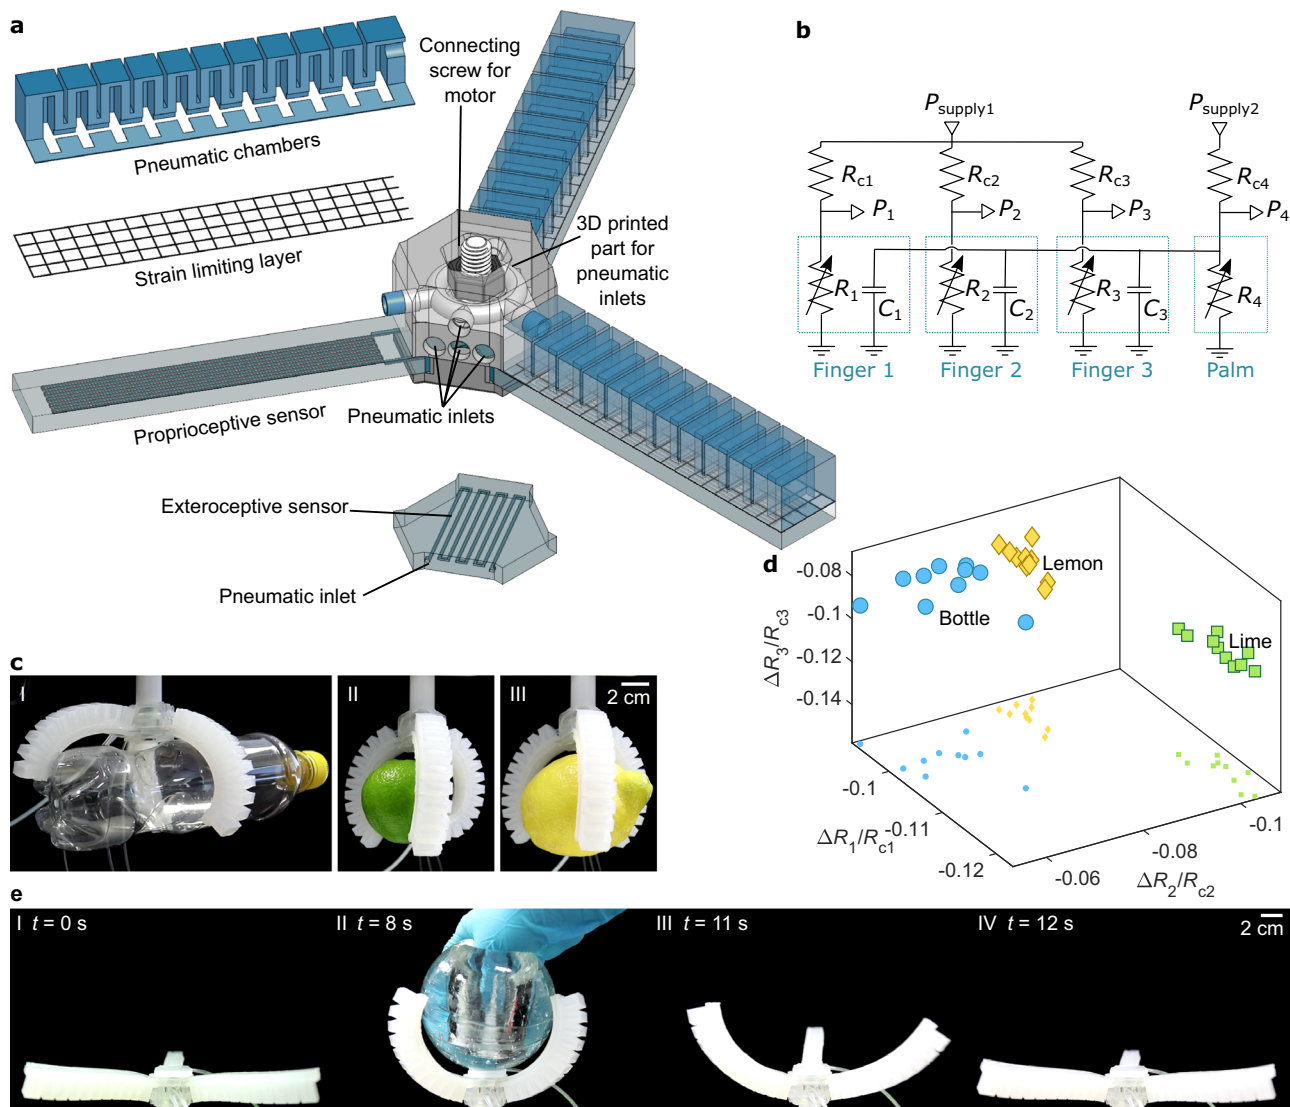 a
Connecting
screw for
motor
Pneumatic chambers
Strain limiting layer
3D printed
part for
pneumatic
inlets
Proprioceptive sensor
Pneumatic inlets
Exteroceptive sensor
Pneumatic inlet
b
Psupply1
Psupply2
Rc1
Rc2
Rc3
Rc4
P1
P2
P3
P4
R1
C1
R2
C2
R3
C3
R4
Finger 1
Finger 2
Finger 3
Palm
c
I
II
III
2 cm
d
Lemon
Bottle
Lime
-0.08
-0.1
-0.12
-0.14
ΔR3/Rc3
-0.1
-0.11
-0.12
ΔR1/Rc1
-0.06
-0.08
-0.1
ΔR2/Rc2
e
I t = 0 s
II t = 8 s
III t = 11 s
IV t = 12 s
2 cm